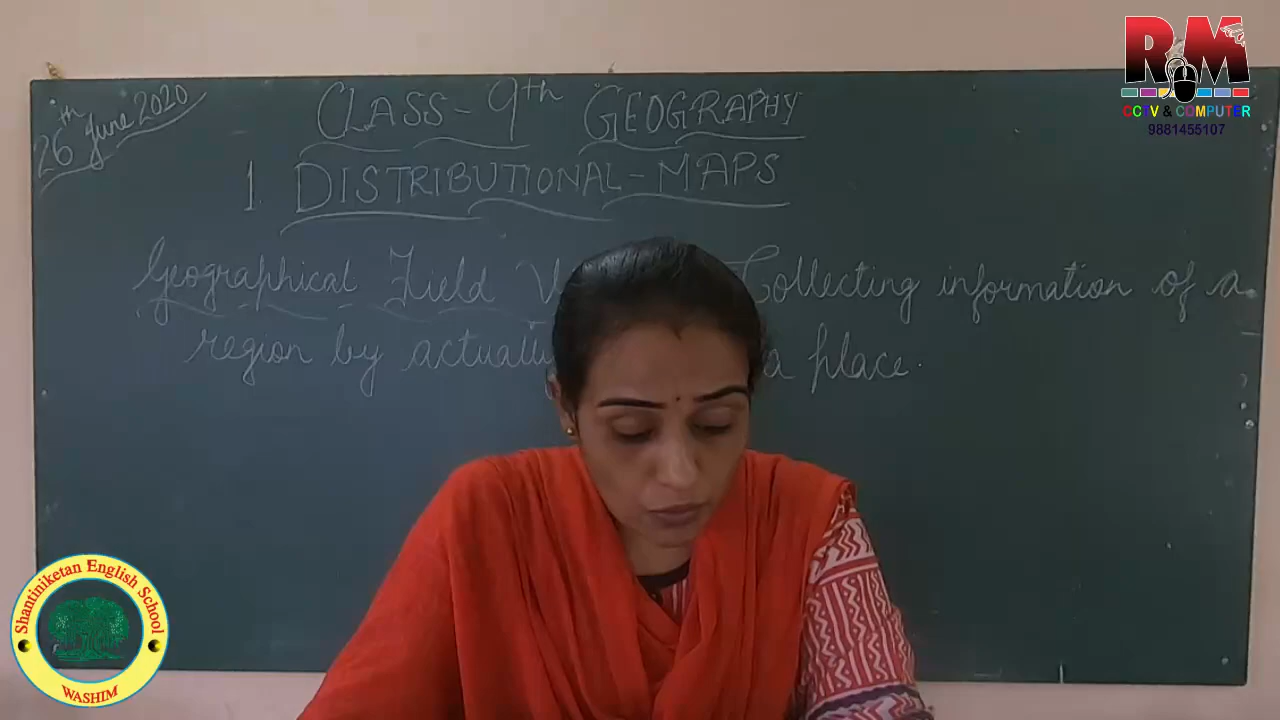 26th June 2020
CLASS - 9th GEOGRAPHY
1. DISTRIBUTIONAL - MAPS
Geographical Field Collecting information of a
region by actually a place.
RM
CCTV & COMPUTER
9881455107
Shantiniketan English School
WASHIM